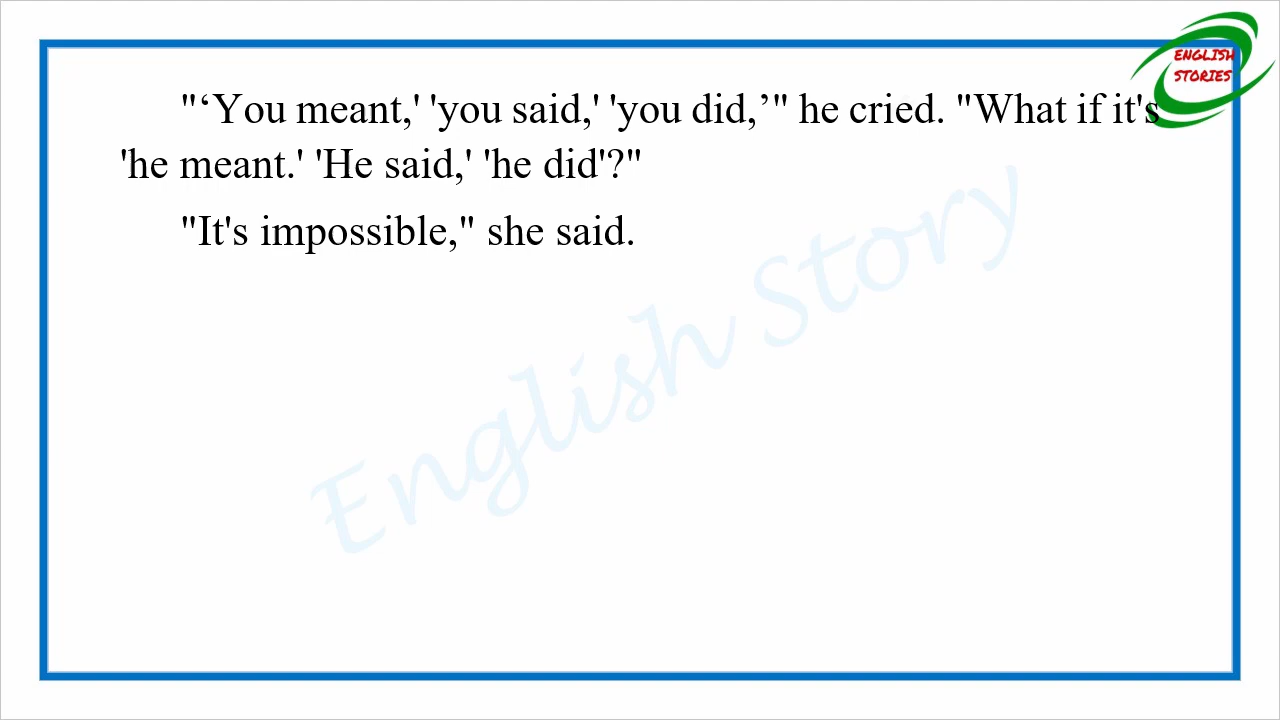 ENGLISH
STORIES
"‘You meant,' 'you said,' 'you did,’" he cried. "What if it's
'he meant.' 'He said,' 'he did'?"
"It's impossible," she said.
English Story